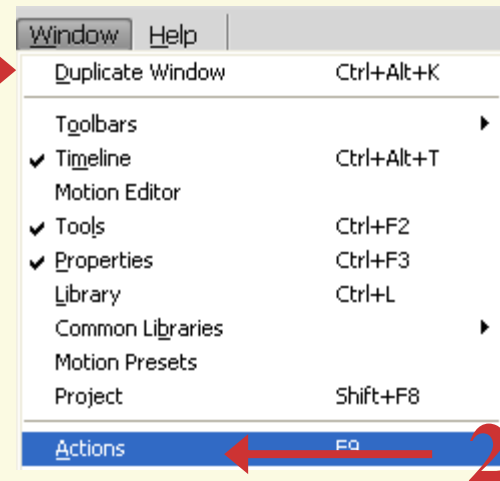 Window Help
Duplicate Window Ctrl+Alt+K
Toolbars
Timeline Ctrl+Alt+T
Motion Editor
Tools Ctrl+F2
Properties Ctrl+F3
Library Ctrl+L
Common Libraries
Motion Presets
Project Shift+F8
Actions F9 2